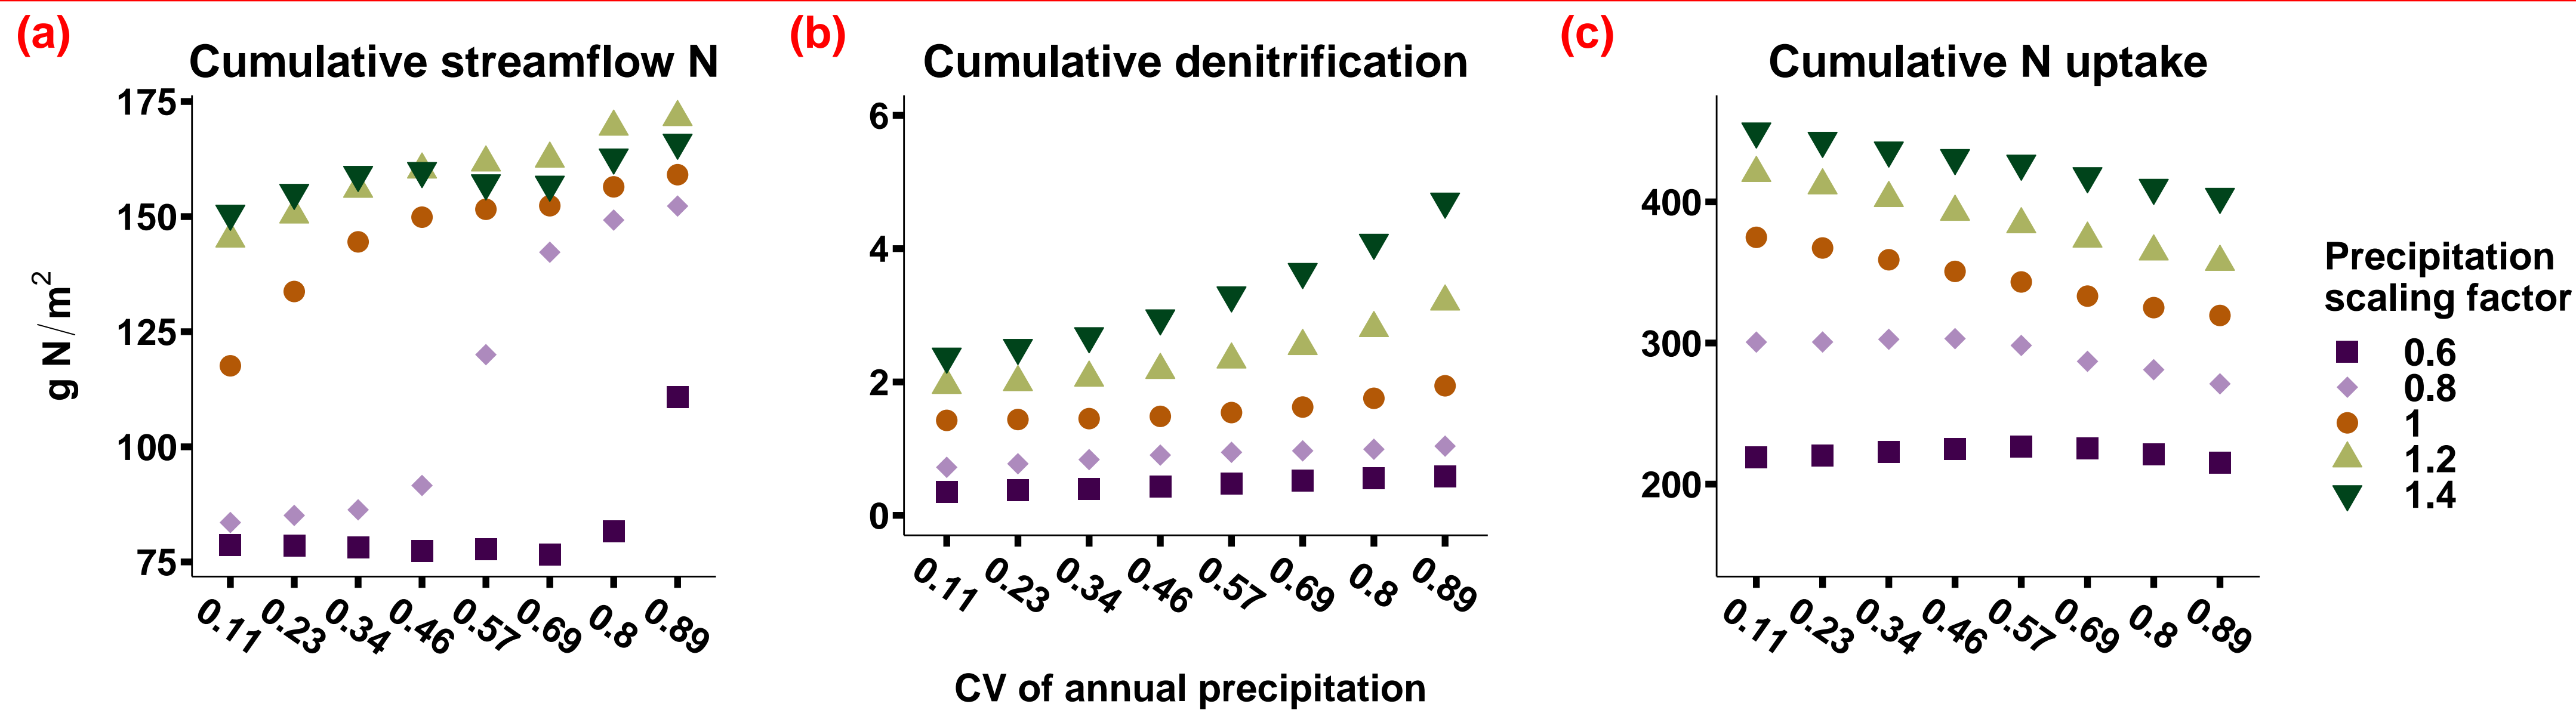 (a)
Cumulative streamflow N
175
150
125
100
75
g N/m²
0.11 0.23 0.34 0.46 0.57 0.69 0.8 0.89
(b)
Cumulative denitrification
6
4
2
0
0.11 0.23 0.34 0.46 0.57 0.69 0.8 0.89
CV of annual precipitation
(c)
Cumulative N uptake
400
300
200
0.11 0.23 0.34 0.46 0.57 0.69 0.8 0.89
Precipitation
scaling factor
0.6
0.8
1
1.2
1.4